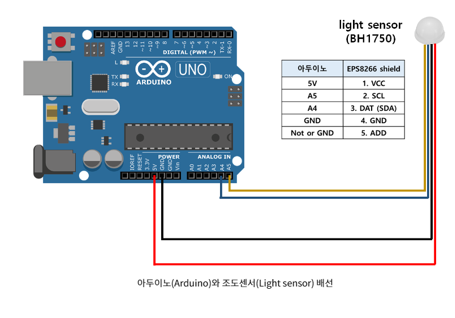 light sensor
(BH1750)
아두이노 EPS8266 shield
5V 1. VCC
A5 2. SCL
A4 3. DAT (SDA)
GND 4. GND
Not or GND 5. ADD
AREF
GND
13
12
~11
~10
~9
8
7
~6
~5
4
~3
2
TX-1
RX-0
DIGITAL (PWM ~)
L
TX
RX
UNO
ON
ARDUINO
POWER
ANALOG IN
IOREF
RESET
3.3V
5V
GND
GND
Vin
A0
A1
A2
A3
A4
A5
아두이노(Arduino)와 조도센서(Light sensor) 배선